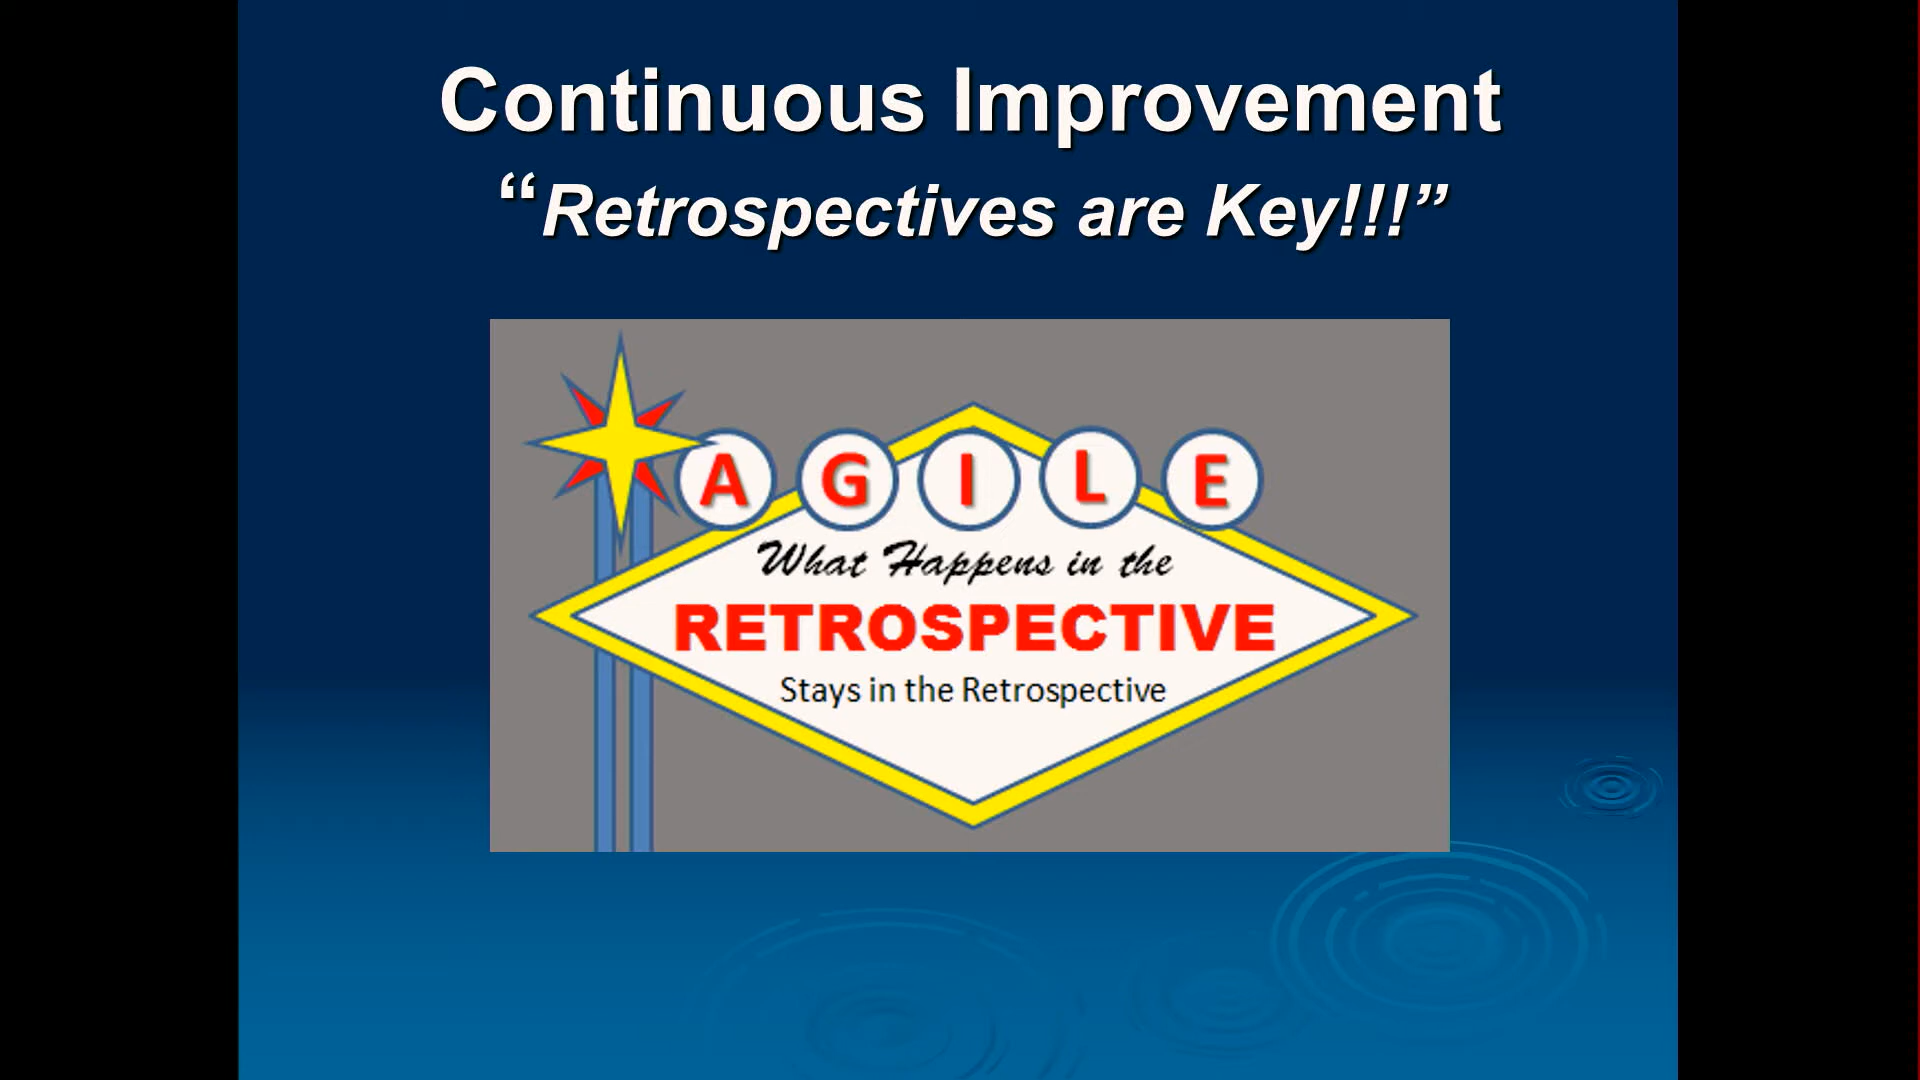 Continuous Improvement
“Retrospectives are Key!!!”
AGILE
What Happens in the
RETROSPECTIVE
Stays in the Retrospective